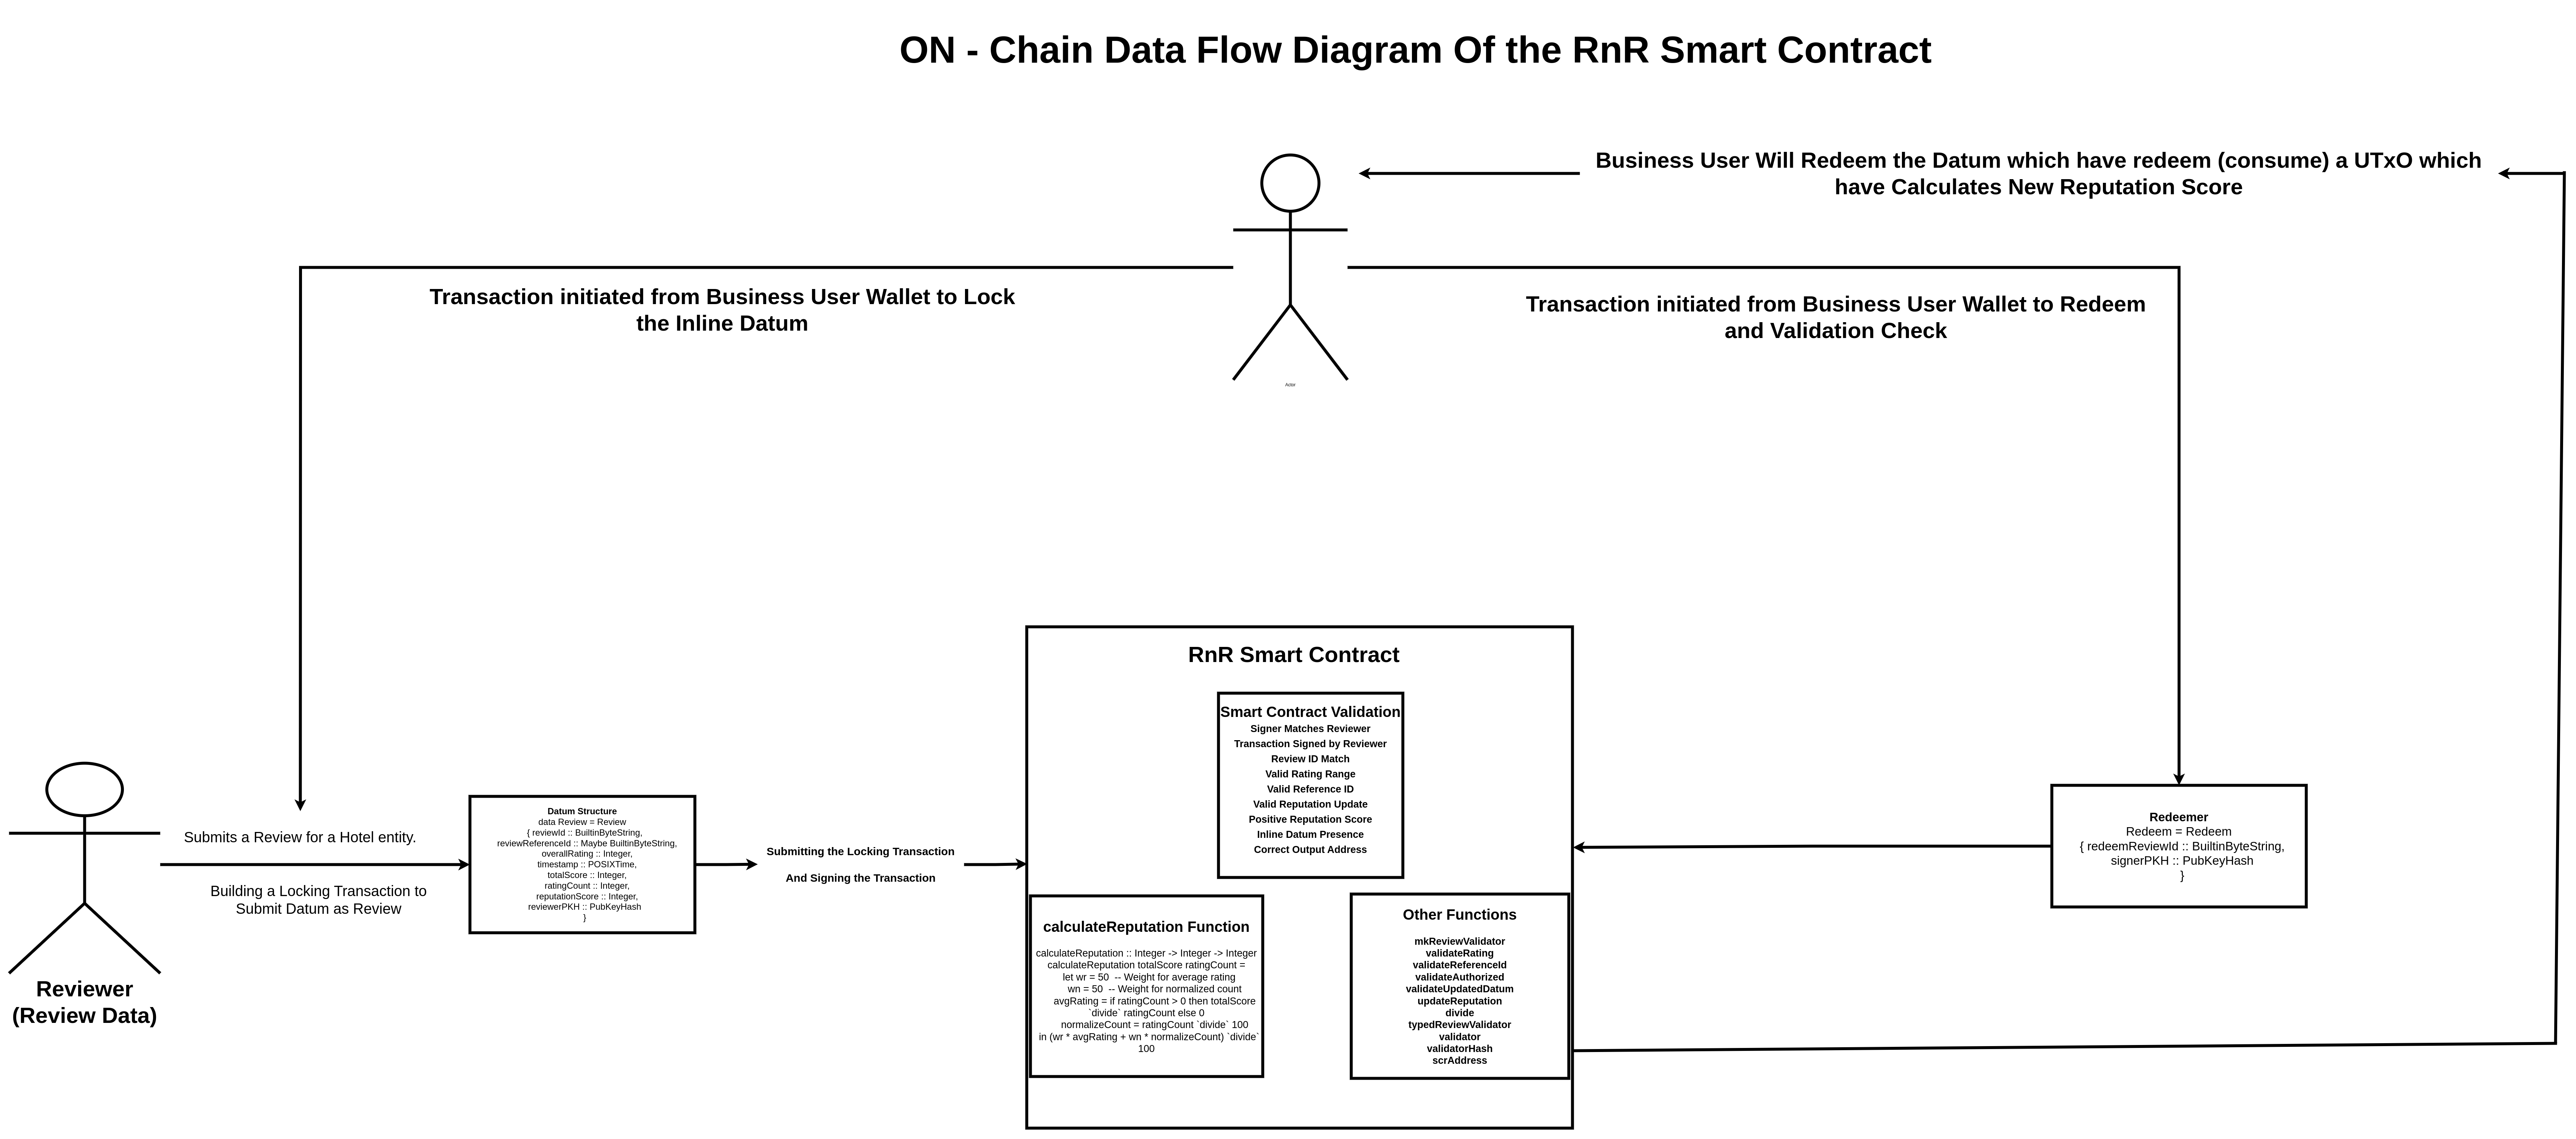 ON - Chain Data Flow Diagram Of the RnR Smart Contract
Business User Will Redeem the Datum which have redeem (consume) a UTxO which
have Calculates New Reputation Score
Transaction initiated from Business User Wallet to Lock
the Inline Datum
Transaction initiated from Business User Wallet to Redeem
and Validation Check
Actor
Submits a Review for a Hotel entity.
Building a Locking Transaction to
Submit Datum as Review
Reviewer
(Review Data)
Datum Structure
data Review = Review
{ reviewId :: BuiltinByteString,
reviewReferenceId :: Maybe BuiltinByteString,
overallRating :: Integer,
timestamp :: POSIXTime,
totalScore :: Integer,
ratingCount :: Integer,
reputationScore :: Integer,
reviewerPKH :: PubKeyHash
}
Submitting the Locking Transaction
And Signing the Transaction
RnR Smart Contract
Smart Contract Validation
Signer Matches Reviewer
Transaction Signed by Reviewer
Review ID Match
Valid Rating Range
Valid Reference ID
Valid Reputation Update
Positive Reputation Score
Inline Datum Presence
Correct Output Address
calculateReputation Function
calculateReputation :: Integer -> Integer -> Integer
calculateReputation totalScore ratingCount =
let wr = 50  -- Weight for average rating
wn = 50  -- Weight for normalized count
avgRating = if ratingCount > 0 then totalScore
`divide` ratingCount else 0
normalizeCount = ratingCount `divide` 100
in (wr * avgRating + wn * normalizeCount) `divide`
100
Other Functions
mkReviewValidator
validateRating
validateReferenceId
validateAuthorized
validateUpdatedDatum
updateReputation
divide
typedReviewValidator
validator
validatorHash
scrAddress
Redeemer
Redeem = Redeem
{ redeemReviewId :: BuiltinByteString,
signerPKH :: PubKeyHash
}